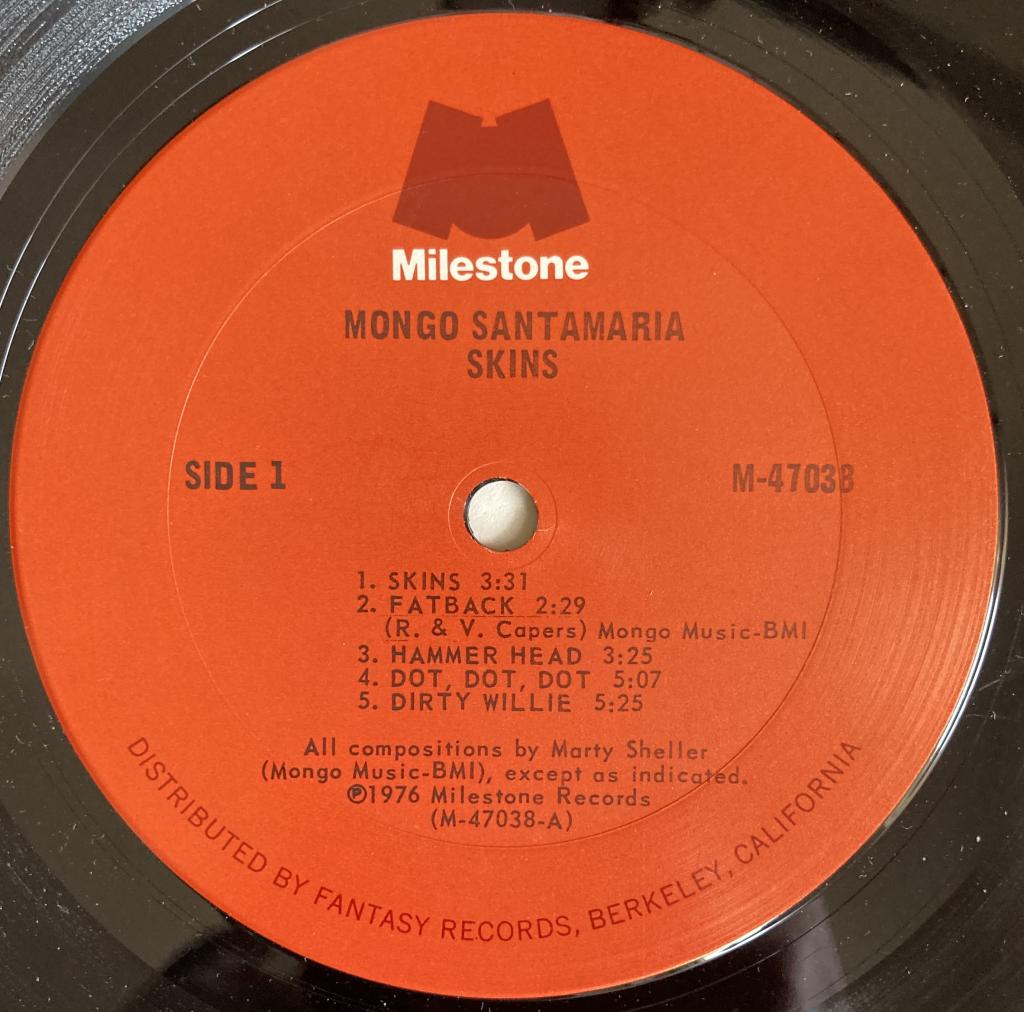 Milestone
MONGO SANTAMARIA
SKINS
SIDE 1
M-47038
1. SKINS 3:31
2. FATBACK 2:29
(R. & V. Capers) Mongo Music-BMI
3. HAMMER HEAD 3:25
4. DOT, DOT, DOT 5:07
5. DIRTY WILLIE 5:25
All compositions by Marty Sheller
(Mongo Music-BMI), except as indicated.
℗1976 Milestone Records
(M-47038-A)
DISTRIBUTED BY FANTASY RECORDS, BERKELEY, CALIFORNIA